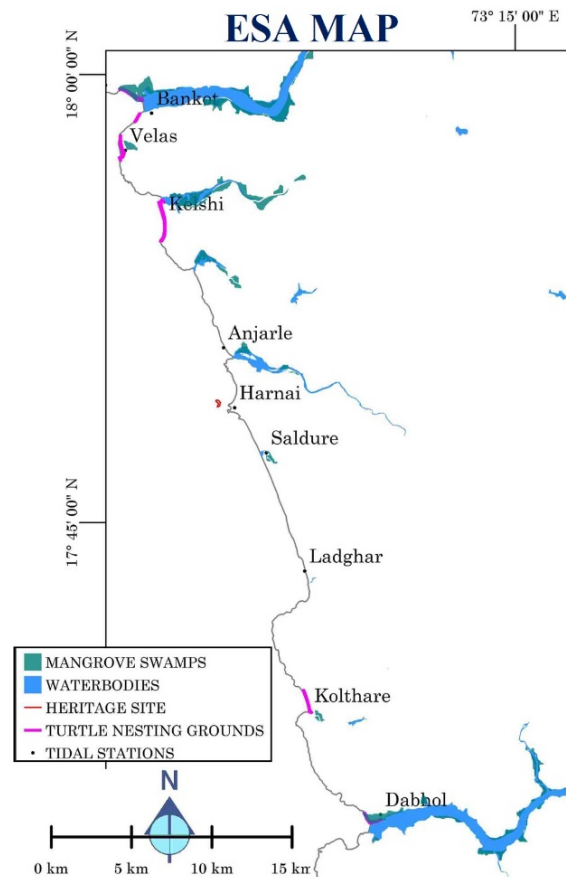 ESA MAP
73° 15' 00" E
18° 00' 00" N
Banket
Velas
Kelshi
Anjarle
Harnai
Saldure
17° 45' 00" N
Ladghar
MANGROVE SWAMPS
WATERBODIES
HERITAGE SITE
TURTLE NESTING GROUNDS
TIDAL STATIONS
Kolthare
Dabhol
N
0 km
5 km
10 km
15 km